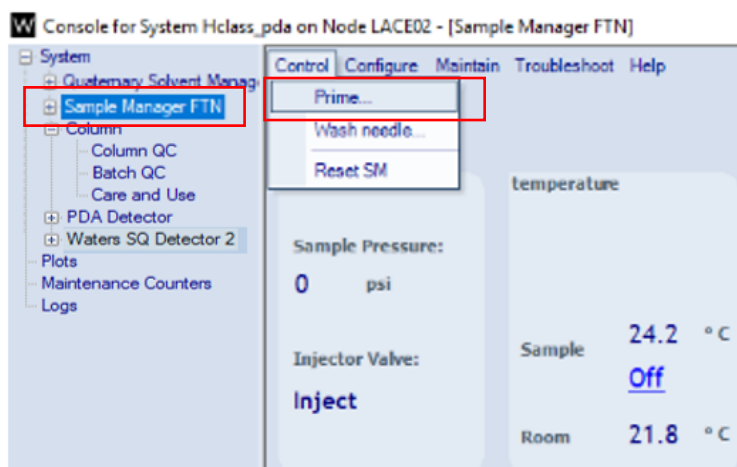 W Console for System Hclass_pda on Node LACE02 - [Sample Manager FTN]
System
Quaternary Solvent Manag
Sample Manager FTN
Column
Column QC
Batch QC
Care and Use
PDA Detector
Waters SQ Detector 2
Plots
Maintenance Counters
Logs
Control Configure Maintain Troubleshoot Help
Prime...
Wash needle...
Reset SM
Sample Pressure:
0 psi
Injector Valve:
Inject
temperature
Sample 24.2 °C
Off
Room 21.8 °C